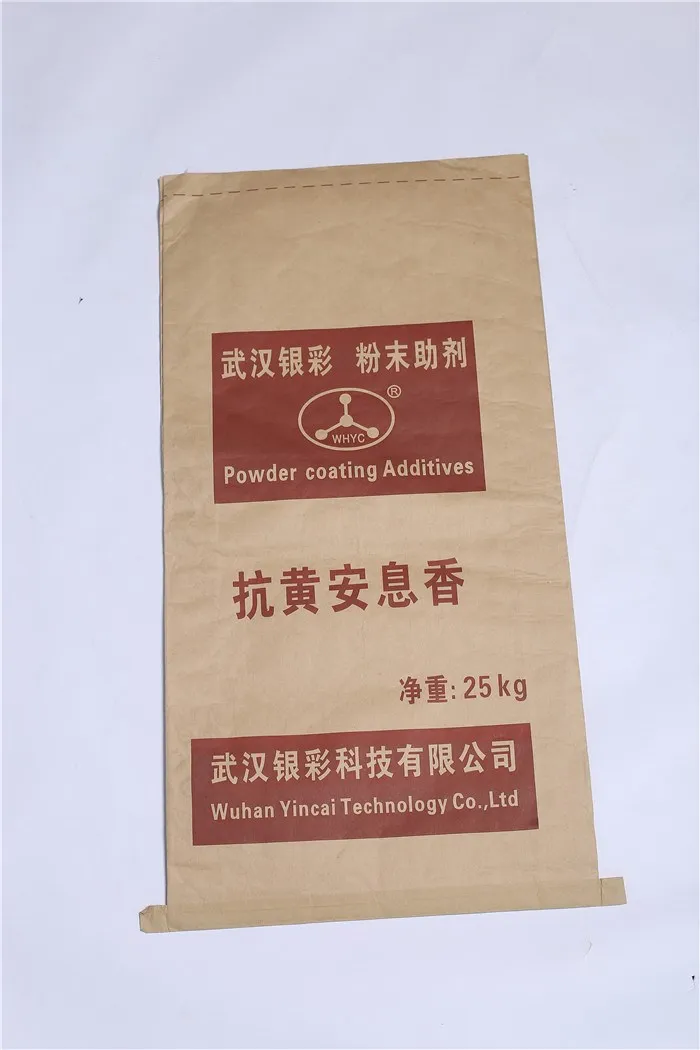 武汉银彩 粉末助剂
®
WHYC
Powder coating Additives
抗黄安息香
净重: 25kg
武汉银彩科技有限公司
Wuhan Yincai Technology Co.,Ltd